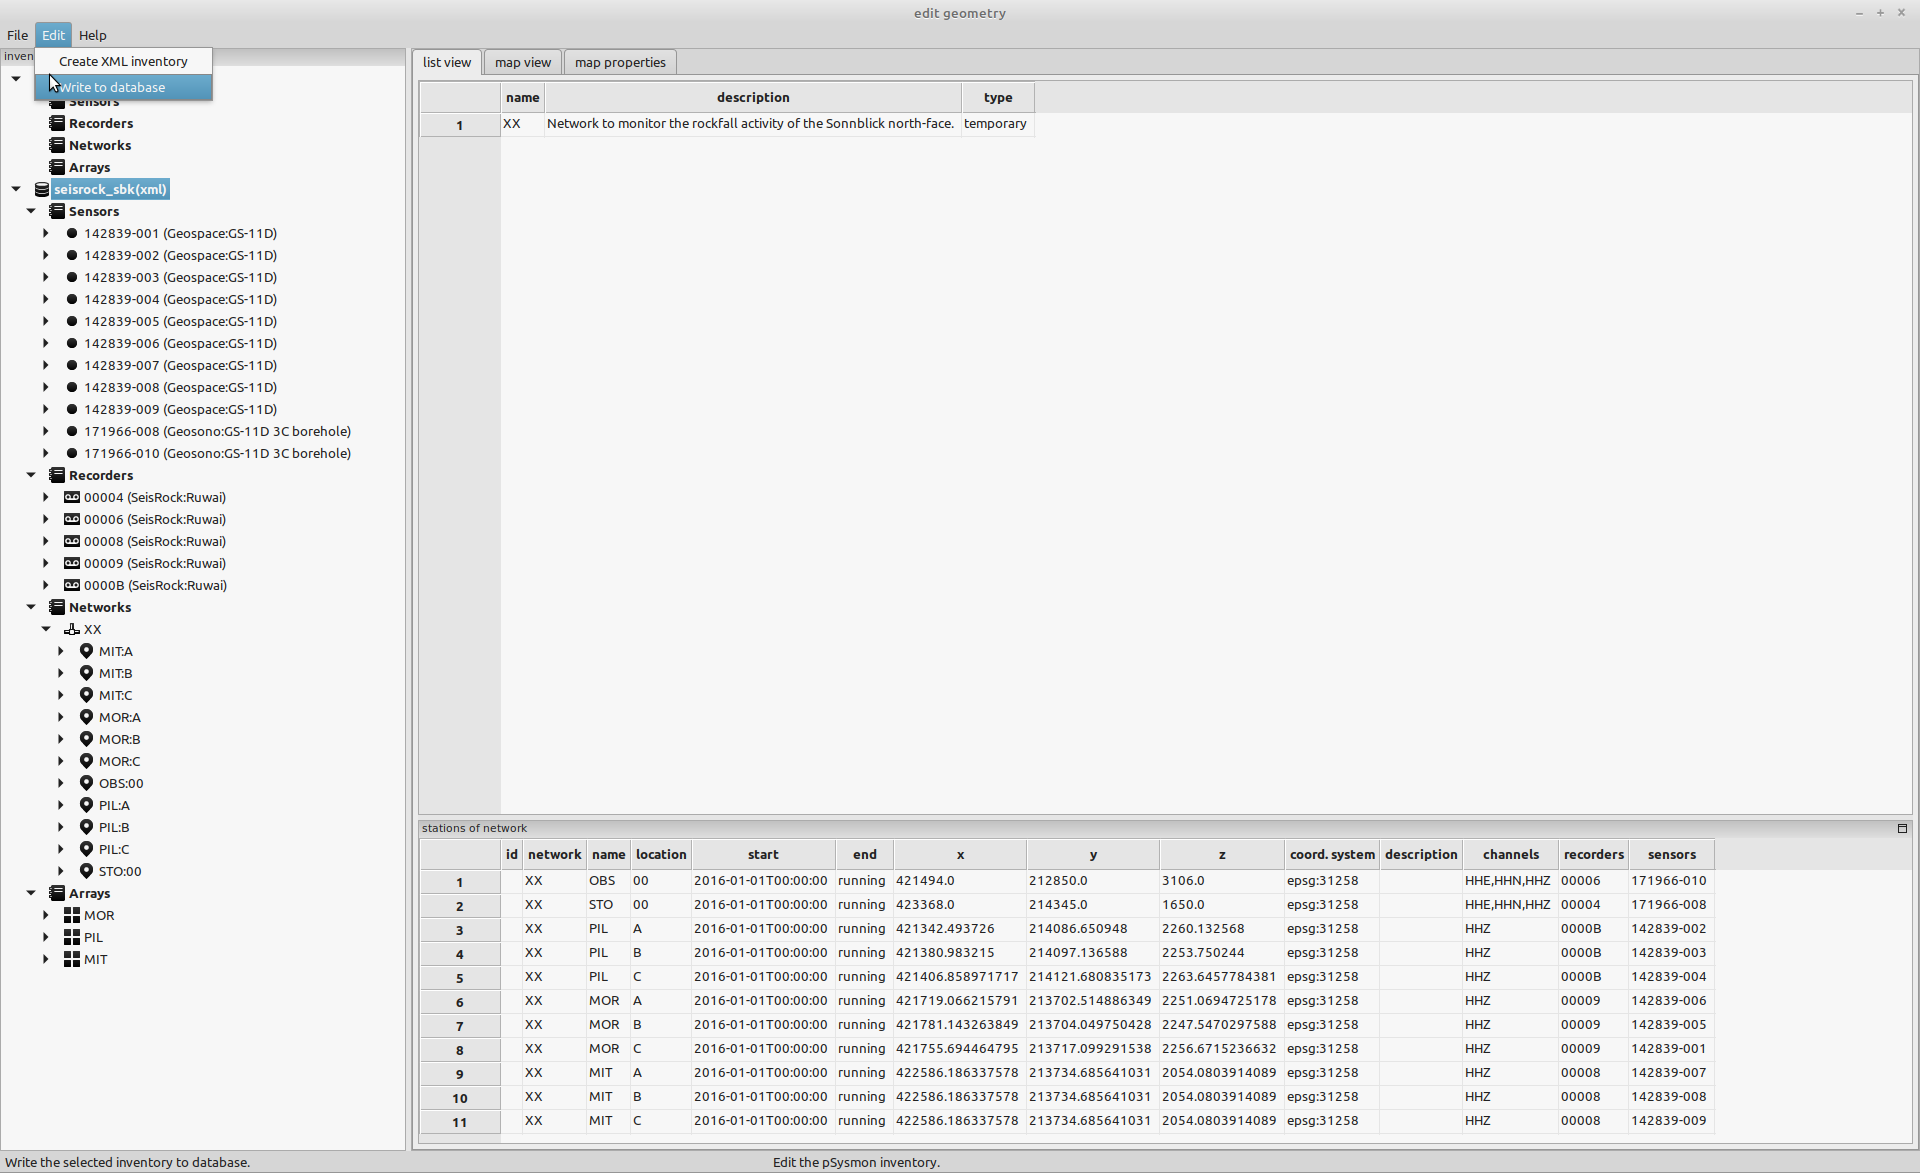 edit geometry
File Edit Help
inven
Create XML inventory
Write to database
Sensors
Recorders
Networks
Arrays
seisrock_sbk(xml)
Sensors
142839-001 (Geospace:GS-11D)
142839-002 (Geospace:GS-11D)
142839-003 (Geospace:GS-11D)
142839-004 (Geospace:GS-11D)
142839-005 (Geospace:GS-11D)
142839-006 (Geospace:GS-11D)
142839-007 (Geospace:GS-11D)
142839-008 (Geospace:GS-11D)
142839-009 (Geospace:GS-11D)
171966-008 (Geosono:GS-11D 3C borehole)
171966-010 (Geosono:GS-11D 3C borehole)
Recorders
00004 (SeisRock:Ruwai)
00006 (SeisRock:Ruwai)
00008 (SeisRock:Ruwai)
00009 (SeisRock:Ruwai)
0000B (SeisRock:Ruwai)
Networks
XX
MIT:A
MIT:B
MIT:C
MOR:A
MOR:B
MOR:C
OBS:00
PIL:A
PIL:B
PIL:C
STO:00
Arrays
MOR
PIL
MIT
list view map view map properties
name description type
1 XX Network to monitor the rockfall activity of the Sonnblick north-face. temporary
stations of network
id network name location start end x y z coord. system description channels recorders sensors
1 XX OBS 00 2016-01-01T00:00:00 running 421494.0 212850.0 3106.0 epsg:31258 HHE,HHN,HHZ 00006 171966-010
2 XX STO 00 2016-01-01T00:00:00 running 423368.0 214345.0 1650.0 epsg:31258 HHE,HHN,HHZ 00004 171966-008
3 XX PIL A 2016-01-01T00:00:00 running 421342.493726 214086.650948 2260.132568 epsg:31258 HHZ 0000B 142839-002
4 XX PIL B 2016-01-01T00:00:00 running 421380.983215 214097.136588 2253.750244 epsg:31258 HHZ 0000B 142839-003
5 XX PIL C 2016-01-01T00:00:00 running 421406.858971717 214121.680835173 2263.6457784381 epsg:31258 HHZ 0000B 142839-004
6 XX MOR A 2016-01-01T00:00:00 running 421719.066215791 213702.514886349 2251.0694725178 epsg:31258 HHZ 00009 142839-006
7 XX MOR B 2016-01-01T00:00:00 running 421781.143263849 213704.049750428 2247.5470297588 epsg:31258 HHZ 00009 142839-005
8 XX MOR C 2016-01-01T00:00:00 running 421755.694464795 213717.099291538 2256.6715236632 epsg:31258 HHZ 00009 142839-001
9 XX MIT A 2016-01-01T00:00:00 running 422586.186337578 213734.685641031 2054.0803914089 epsg:31258 HHZ 00008 142839-007
10 XX MIT B 2016-01-01T00:00:00 running 422586.186337578 213734.685641031 2054.0803914089 epsg:31258 HHZ 00008 142839-008
11 XX MIT C 2016-01-01T00:00:00 running 422586.186337578 213734.685641031 2054.0803914089 epsg:31258 HHZ 00008 142839-009
Write the selected inventory to database. Edit the pSysmon inventory.